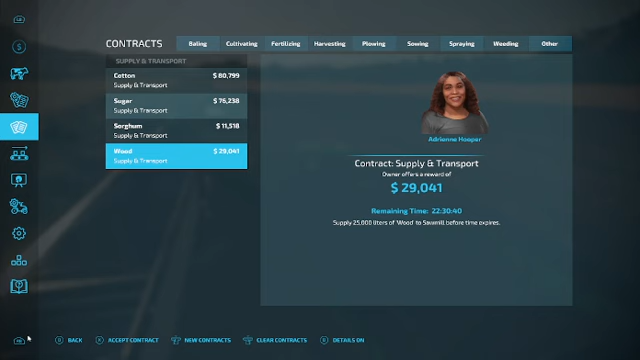 CONTRACTS
Baling Cultivating Fertilizing Harvesting Plowing Sowing Spraying Weeding Other
SUPPLY & TRANSPORT
Cotton $ 80,799
Supply & Transport
Sugar $ 76,238
Supply & Transport
Sorghum $ 11,518
Supply & Transport
Wood $ 29,041
Supply & Transport
Adrienne Hooper
Contract: Supply & Transport
Owner offers a reward of
$ 29,041
Remaining Time: 22:30:40
Supply 25,000 liters of 'Wood' to Sawmill before time expires.
BACK ACCEPT CONTRACT NEW CONTRACTS CLEAR CONTRACTS DETAILS ON